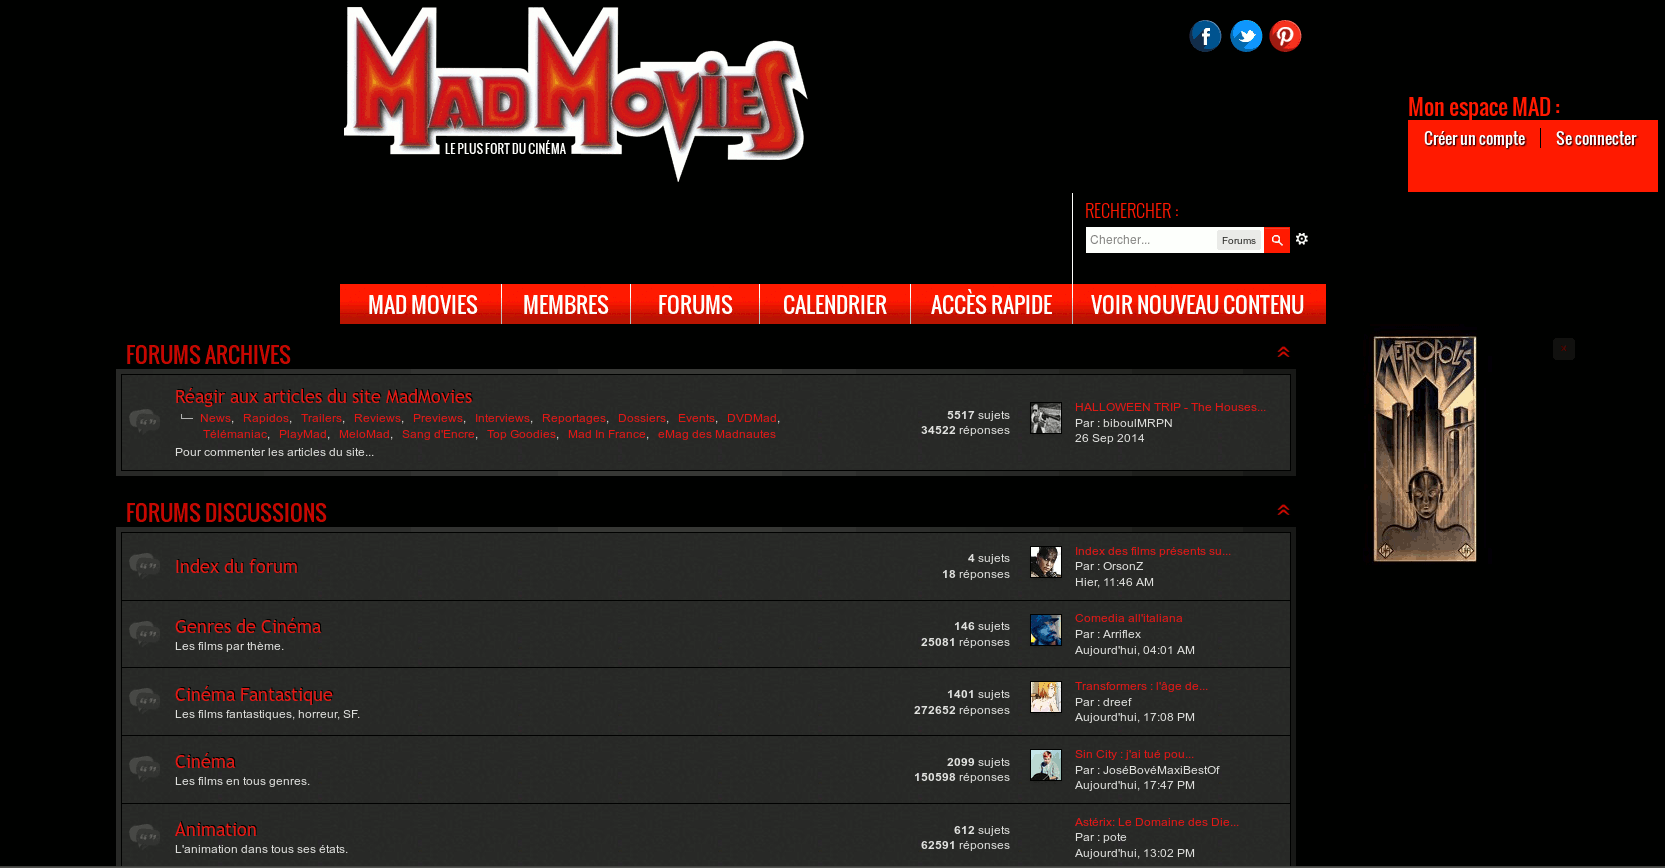 MAD MOVIES
LE PLUS FORT DU CINÉMA
Mon espace MAD :
Créer un compte
Se connecter
RECHERCHER :
Chercher...
Forums
MAD MOVIES
MEMBRES
FORUMS
CALENDRIER
ACCÈS RAPIDE
VOIR NOUVEAU CONTENU
FORUMS ARCHIVES
Réagir aux articles du site MadMovies
News, Rapidos, Trailers, Reviews, Previews, Interviews, Reportages, Dossiers, Events, DVDMad,
Télémaniac, PlayMad, MeloMad, Sang d'Encre, Top Goodies, Mad In France, eMag des Madnautes
Pour commenter les articles du site...
5517 sujets
34522 réponses
HALLOWEEN TRIP - The Houses...
Par : biboulMRPN
26 Sep 2014
METROPOLIS
FORUMS DISCUSSIONS
Index du forum
4 sujets
18 réponses
Index des films présents su...
Par : OrsonZ
Hier, 11:46 AM
Genres de Cinéma
Les films par thème.
146 sujets
25081 réponses
Comedia all'italiana
Par : Arriflex
Aujourd'hui, 04:01 AM
Cinéma Fantastique
Les films fantastiques, horreur, SF.
1401 sujets
272652 réponses
Transformers : l'âge de...
Par : dreef
Aujourd'hui, 17:08 PM
Cinéma
Les films en tous genres.
2099 sujets
150598 réponses
Sin City : j'ai tué pou...
Par : JoséBovéMaxiBestOf
Aujourd'hui, 17:47 PM
Animation
L'animation dans tous ses états.
612 sujets
62591 réponses
Astérix: Le Domaine des Die...
Par : pote
Aujourd'hui, 13:02 PM